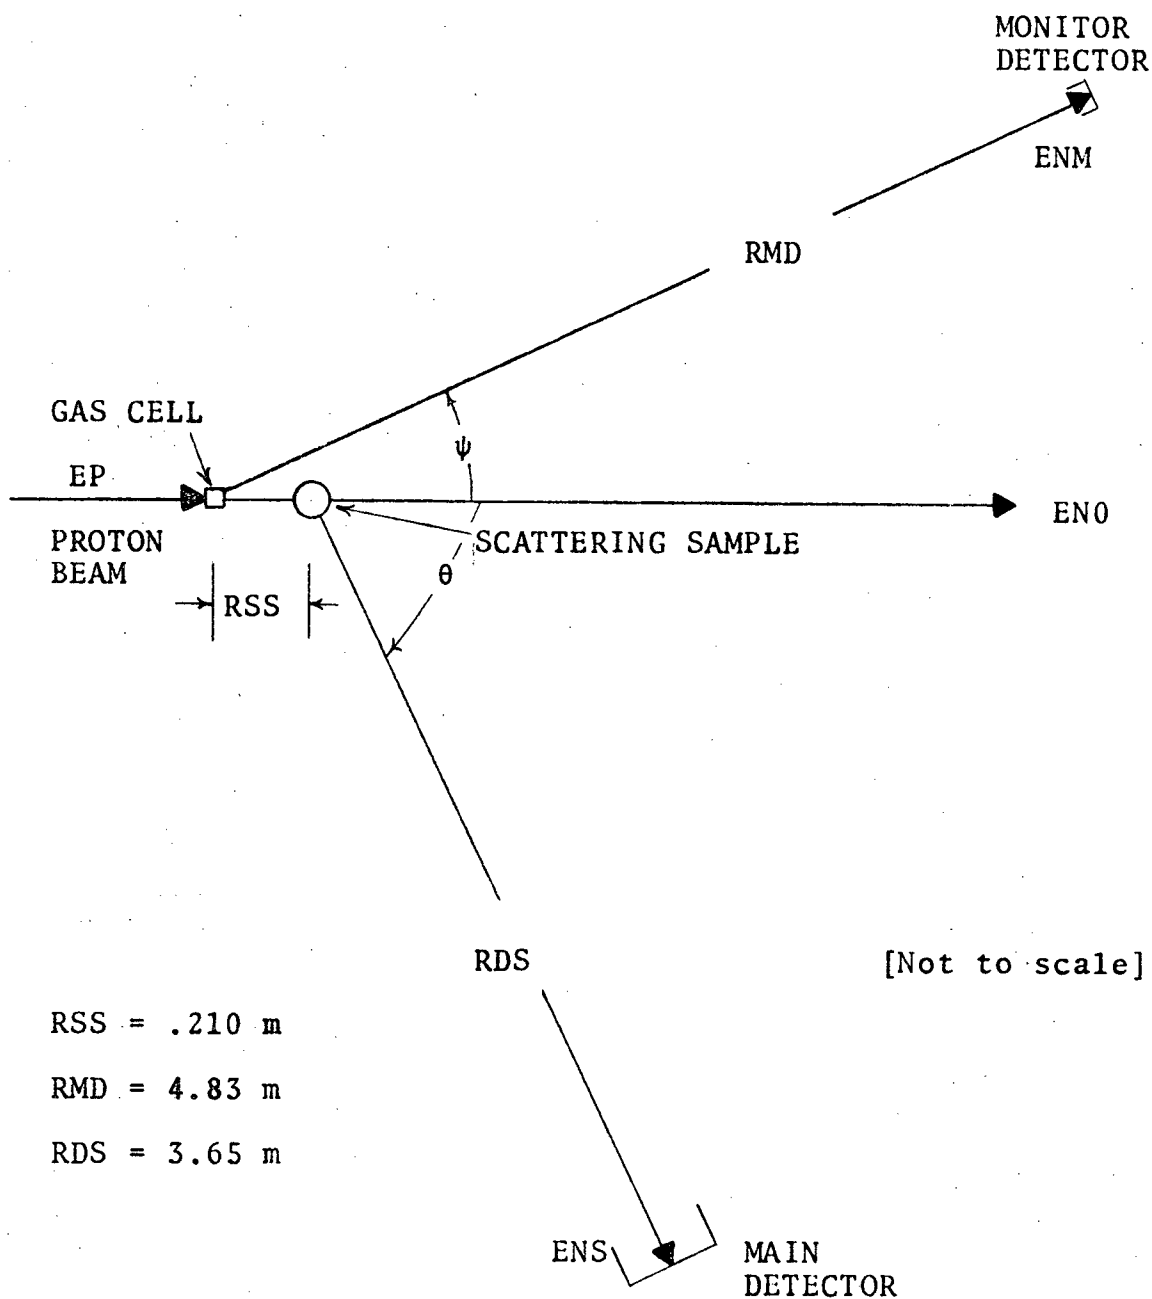 MONITOR
DETECTOR
ENM
RMD
GAS CELL
ψ
EP
EN0
PROTON
BEAM
SCATTERING SAMPLE
θ
RSS
RDS
[Not to scale]
RSS = .210 m
RMD = 4.83 m
RDS = 3.65 m
ENS
MAIN
DETECTOR